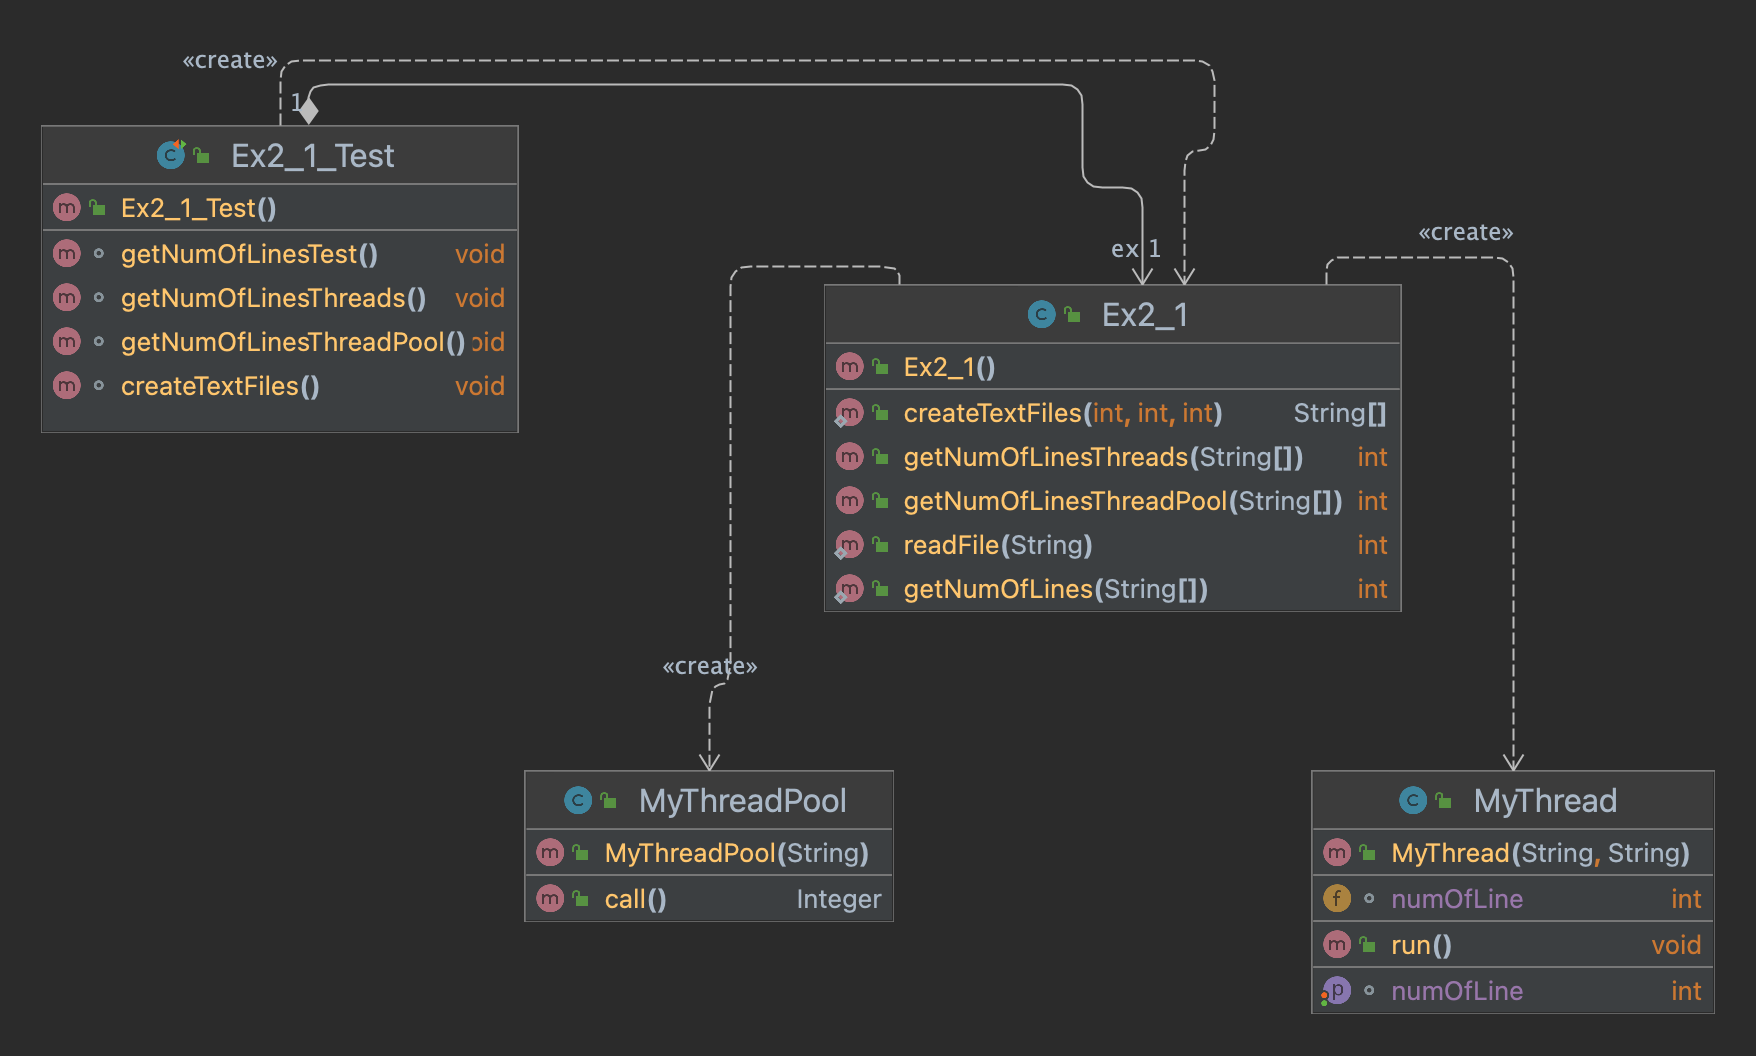 «create»
1
Ex2_1_Test
Ex2_1_Test()
getNumOfLinesTest() void
getNumOfLinesThreads() void
getNumOfLinesThreadPool() oid
createTextFiles() void
ex 1
«create»
Ex2_1
Ex2_1()
createTextFiles(int, int, int) String[]
getNumOfLinesThreads(String[]) int
getNumOfLinesThreadPool(String[]) int
readFile(String) int
getNumOfLines(String[]) int
«create»
MyThreadPool
MyThreadPool(String)
call() Integer
MyThread
MyThread(String, String)
numOfLine int
run() void
numOfLine int